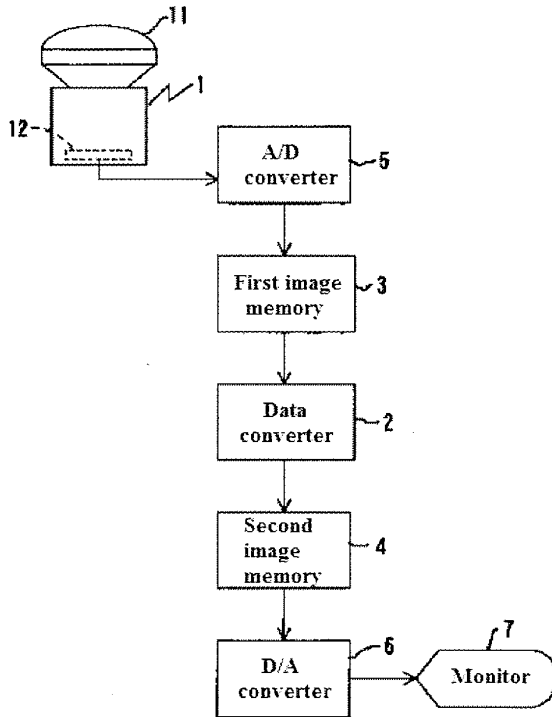 11
1
12
A/D
converter
5
First image
memory
3
Data
converter
2
Second
image
memory
4
D/A
converter
6
7
Monitor